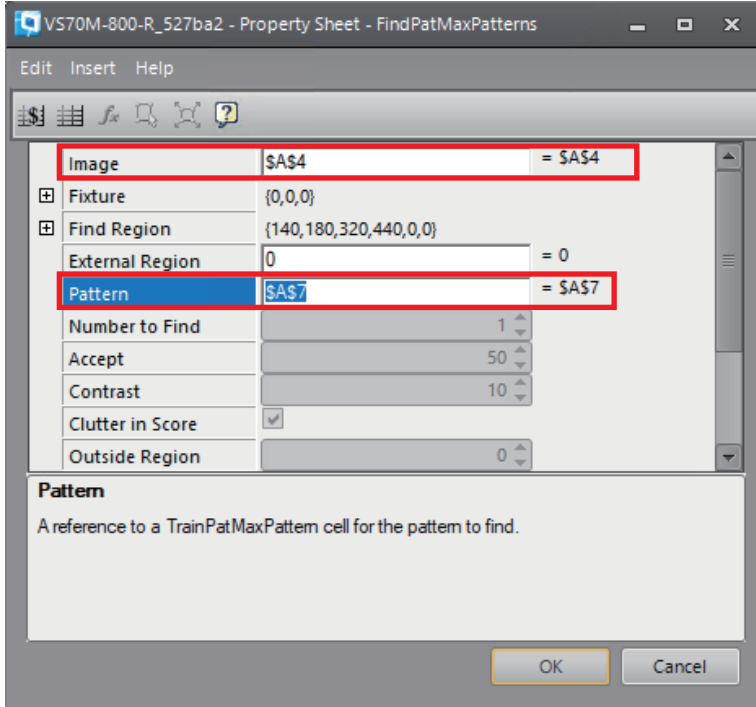 VS70M-800-R_527ba2 - Property Sheet - FindPatMaxPatterns
Edit Insert Help
Image $A$4 = $A$4
Fixture {0,0,0}
Find Region {140,180,320,440,0,0}
External Region 0 = 0
Pattern $A$7 = $A$7
Number to Find 1
Accept 50
Contrast 10
Clutter in Score
Outside Region 0
Pattern
A reference to a TrainPatMaxPattern cell for the pattern to find.
OK Cancel